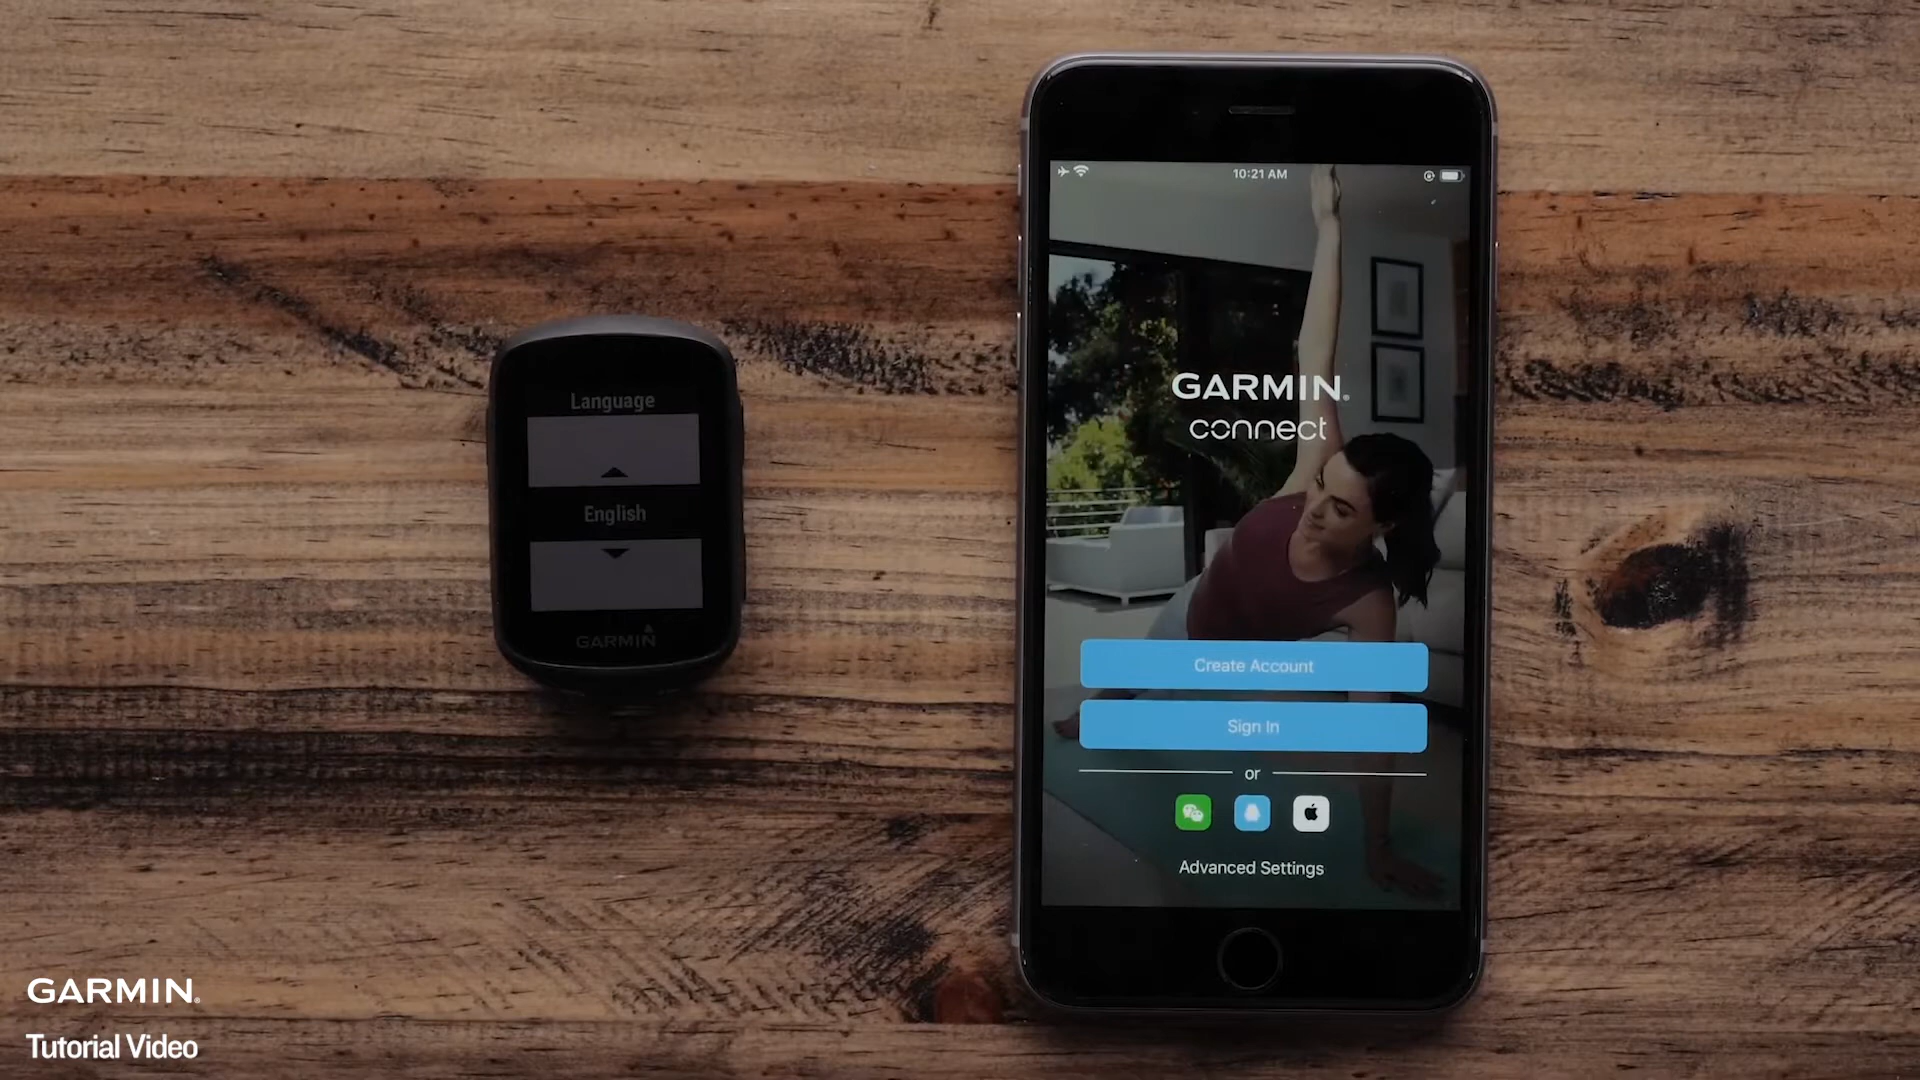 Language
English
GARMIN
10:21 AM
GARMIN®
connect
Create Account
Sign In
or
Advanced Settings
GARMIN®
Tutorial Video